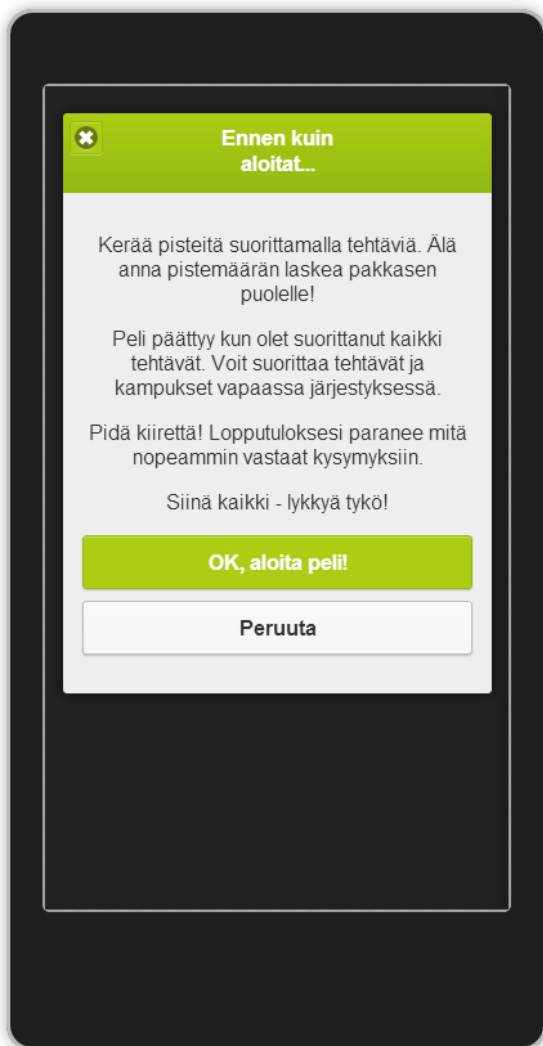 Ennen kuin
aloitat...
Kerää pisteitä suorittamalla tehtäviä. Älä
anna pistemäärän laskea pakkasen
puolelle!
Peli päättyy kun olet suorittanut kaikki
tehtävät. Voit suorittaa tehtävät ja
kampukset vapaassa järjestyksessä.
Pidä kiirettä! Lopputuloksesi paranee mitä
nopeammin vastaat kysymyksiin.
Siinä kaikki - lykkyä tykö!
OK, aloita peli!
Peruuta